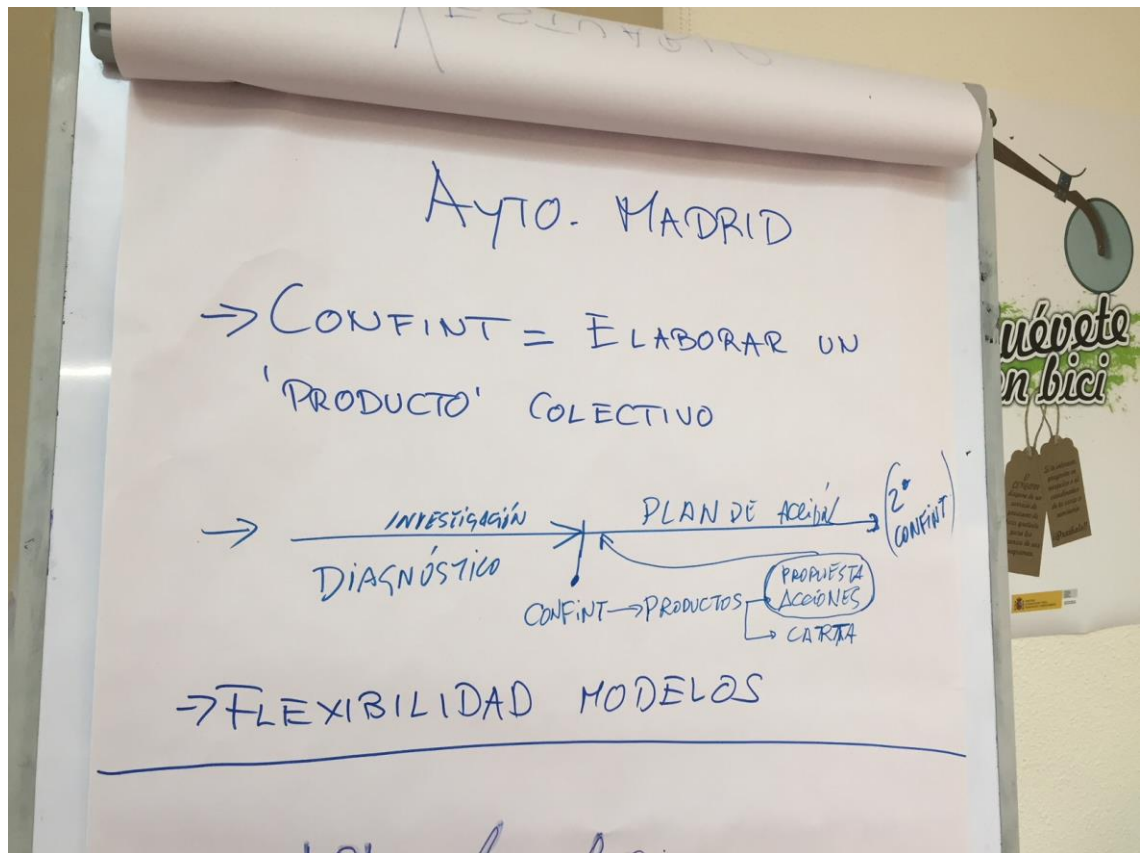 AYTO. MADRID
→ CONFINT = ELABORAR UN
'PRODUCTO' COLECTIVO
→ INVESTIGACIÓN PLAN DE ACCIÓN (2ª
CONFINT)
DIAGNÓSTICO
CONFINT → PRODUCTOS PROPUESTA
ACCIONES
CARTA
→ FLEXIBILIDAD MODELOS
uévete
en bici